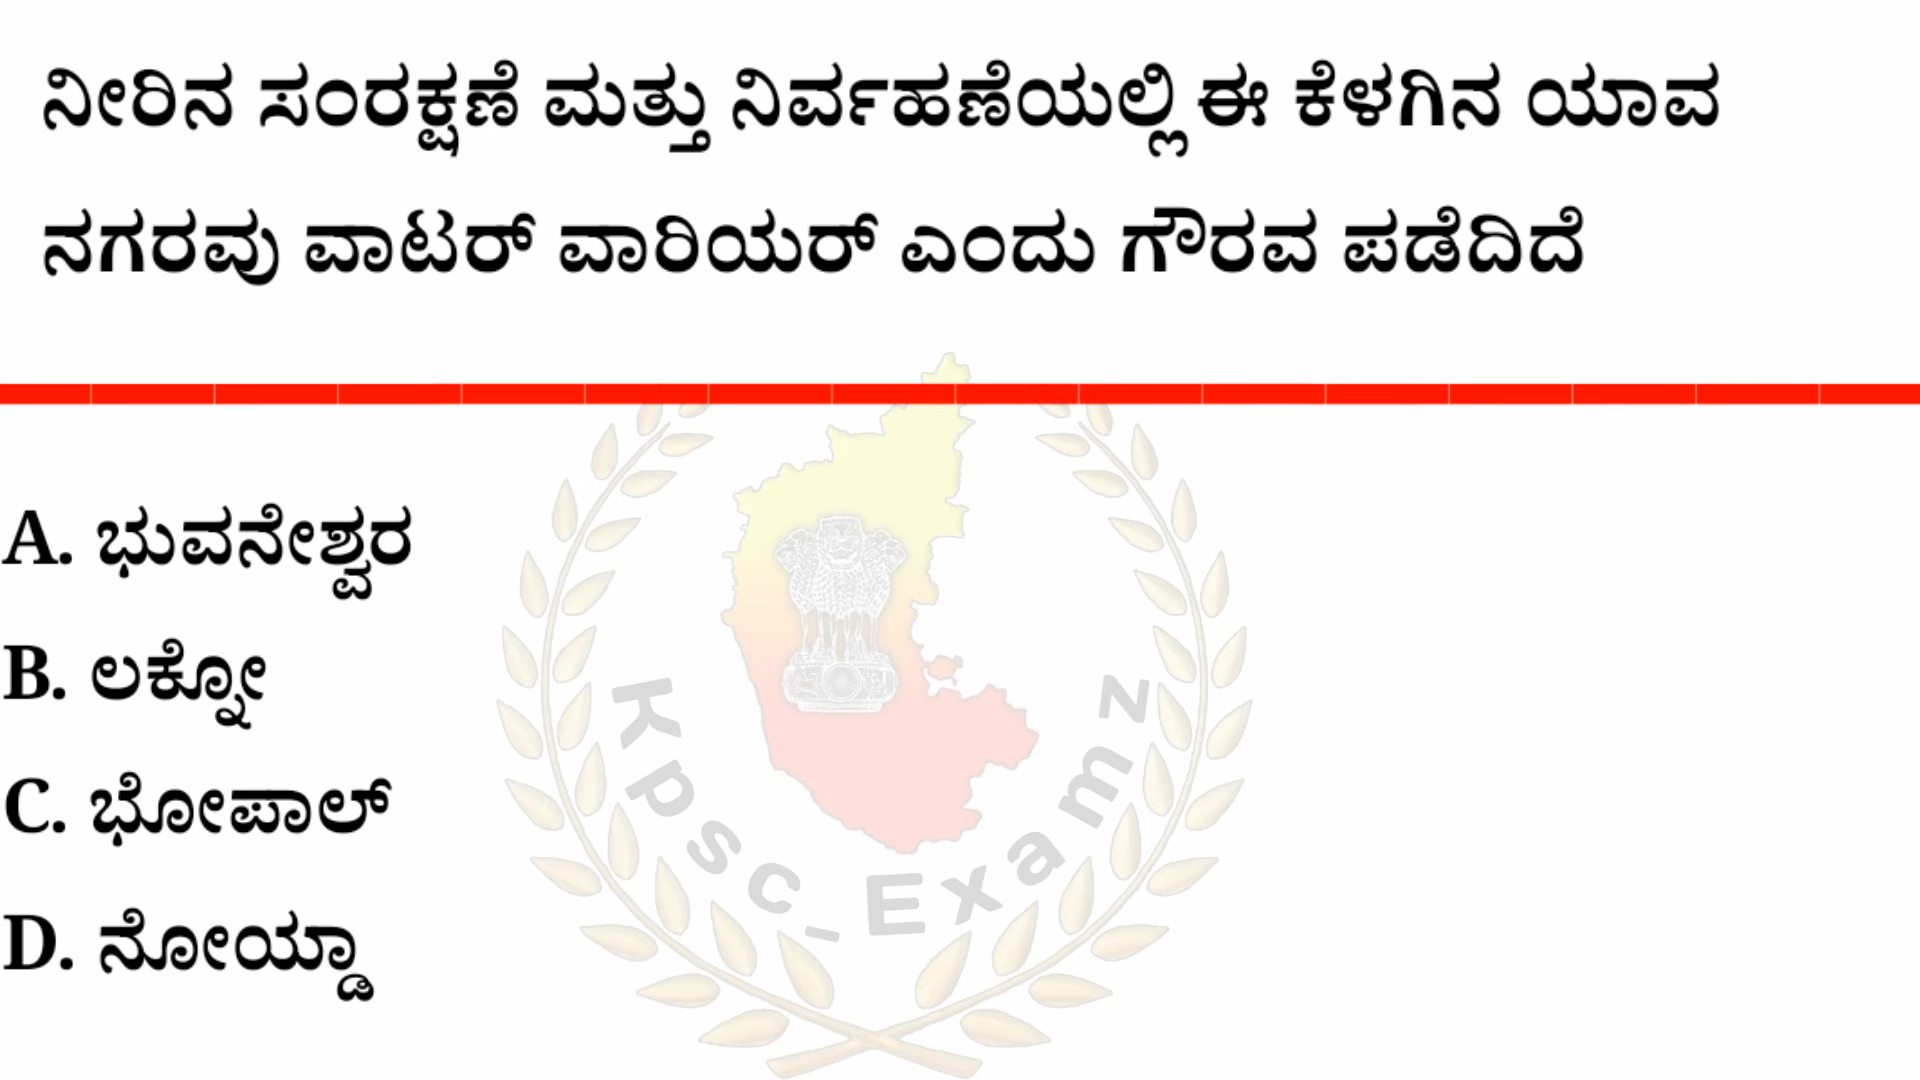 ನೀರಿನ ಸಂರಕ್ಷಣೆ ಮತ್ತು ನಿರ್ವಹಣೆಯಲ್ಲಿ ಈ ಕೆಳಗಿನ ಯಾವ
ನಗರವು ವಾಟರ್ ವಾರಿಯರ್ ಎಂದು ಗೌರವ ಪಡೆದಿದೆ
A. ಭುವನೇಶ್ವರ
B. ಲಕ್ನೋ
C. ಭೋಪಾಲ್
D. ನೋಯ್ಡಾ
Kpsc_Examz